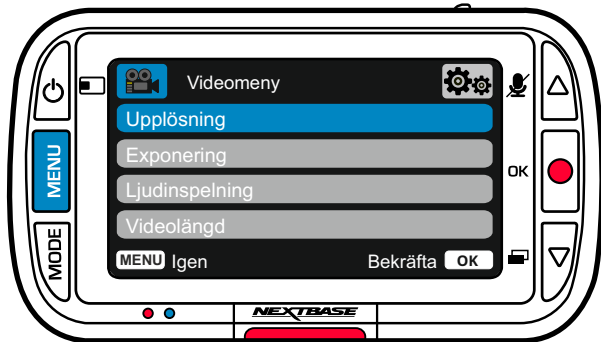 Videomeny
Upplösning
Exponering
Ljudinspelning
Videolängd
MENU Igen
Bekräfta OK
MENU
MODE
OK
NEXTBASE